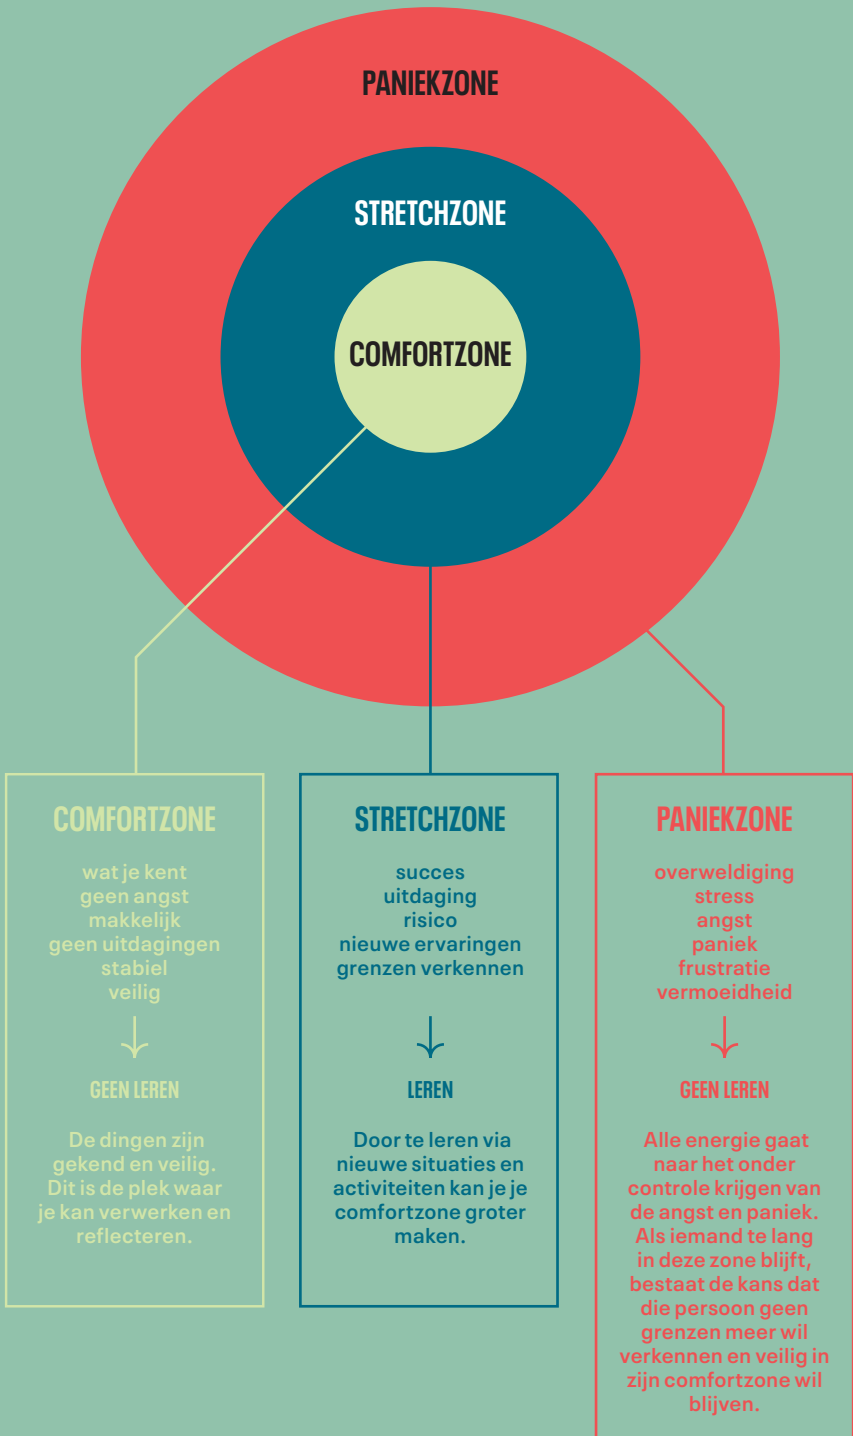 PANIEKZONE
STRETCHZONE
COMFORTZONE
COMFORTZONE
wat je kent
geen angst
makkelijk
geen uitdagingen
stabiel
veilig
GEEN LEREN
De dingen zijn
gekend en veilig.
Dit is de plek waar
je kan verwerken en
reflecteren.
STRETCHZONE
succes
uitdaging
risico
nieuwe ervaringen
grenzen verkennen
LEREN
Door te leren via
nieuwe situaties en
activiteiten kan je je
comfortzone groter
maken.
PANIEKZONE
overweldiging
stress
angst
paniek
frustratie
vermoeidheid
GEEN LEREN
Alle energie gaat
naar het onder
controle krijgen van
de angst en paniek.
Als iemand te lang
in deze zone blijft,
bestaat de kans dat
die persoon geen
grenzen meer wil
verkennen en veilig in
zijn comfortzone wil
blijven.